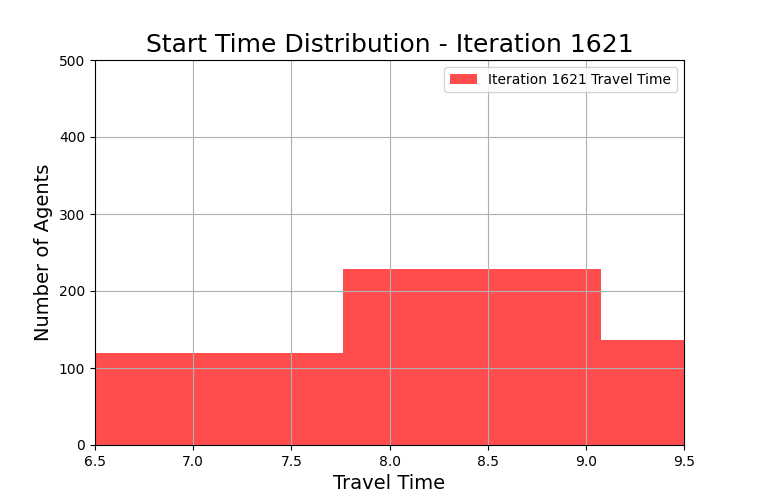 Start Time Distribution - Iteration 1621
Iteration 1621 Travel Time
Number of Agents
500
400
300
200
100
0
6.5 7.0 7.5 8.0 8.5 9.0 9.5
Travel Time